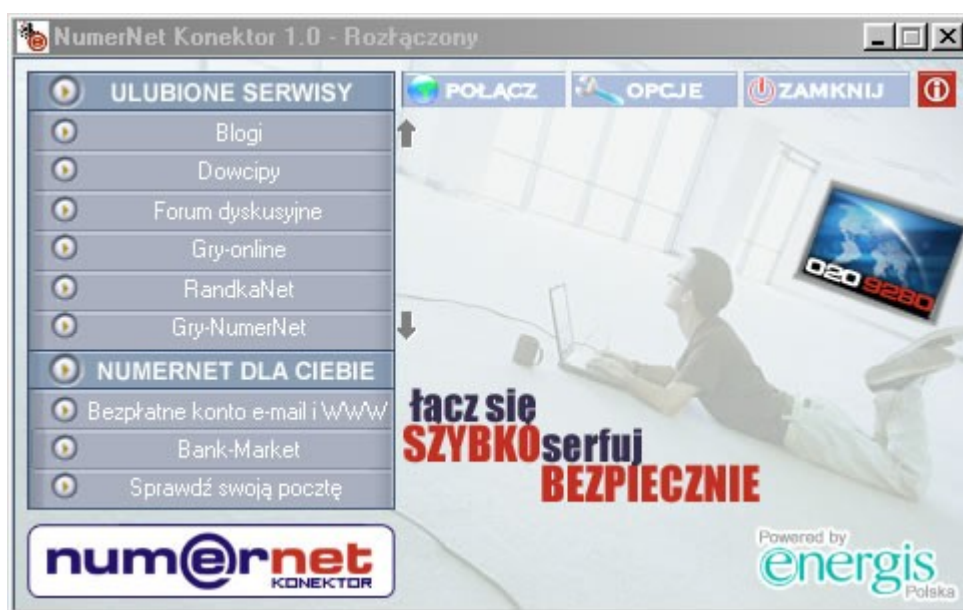 NumerNet Konektor 1.0 - Rozłączony
ULUBIONE SERWISY
Blogi
Dowcipy
Forum dyskusyjne
Gry-online
RandkaNet
Gry-NumerNet
NUMERNET DLA CIEBIE
Bezpłatne konto e-mail i WWW
Bank-Market
Sprawdź swoją pocztę
POŁĄCZ
OPCJE
ZAMKNIJ
020 9280
łącz się
SZYBKO serfuj
BEZPIECZNIE
num@rnet
KONEKTOR
Powered by
energis
Polska